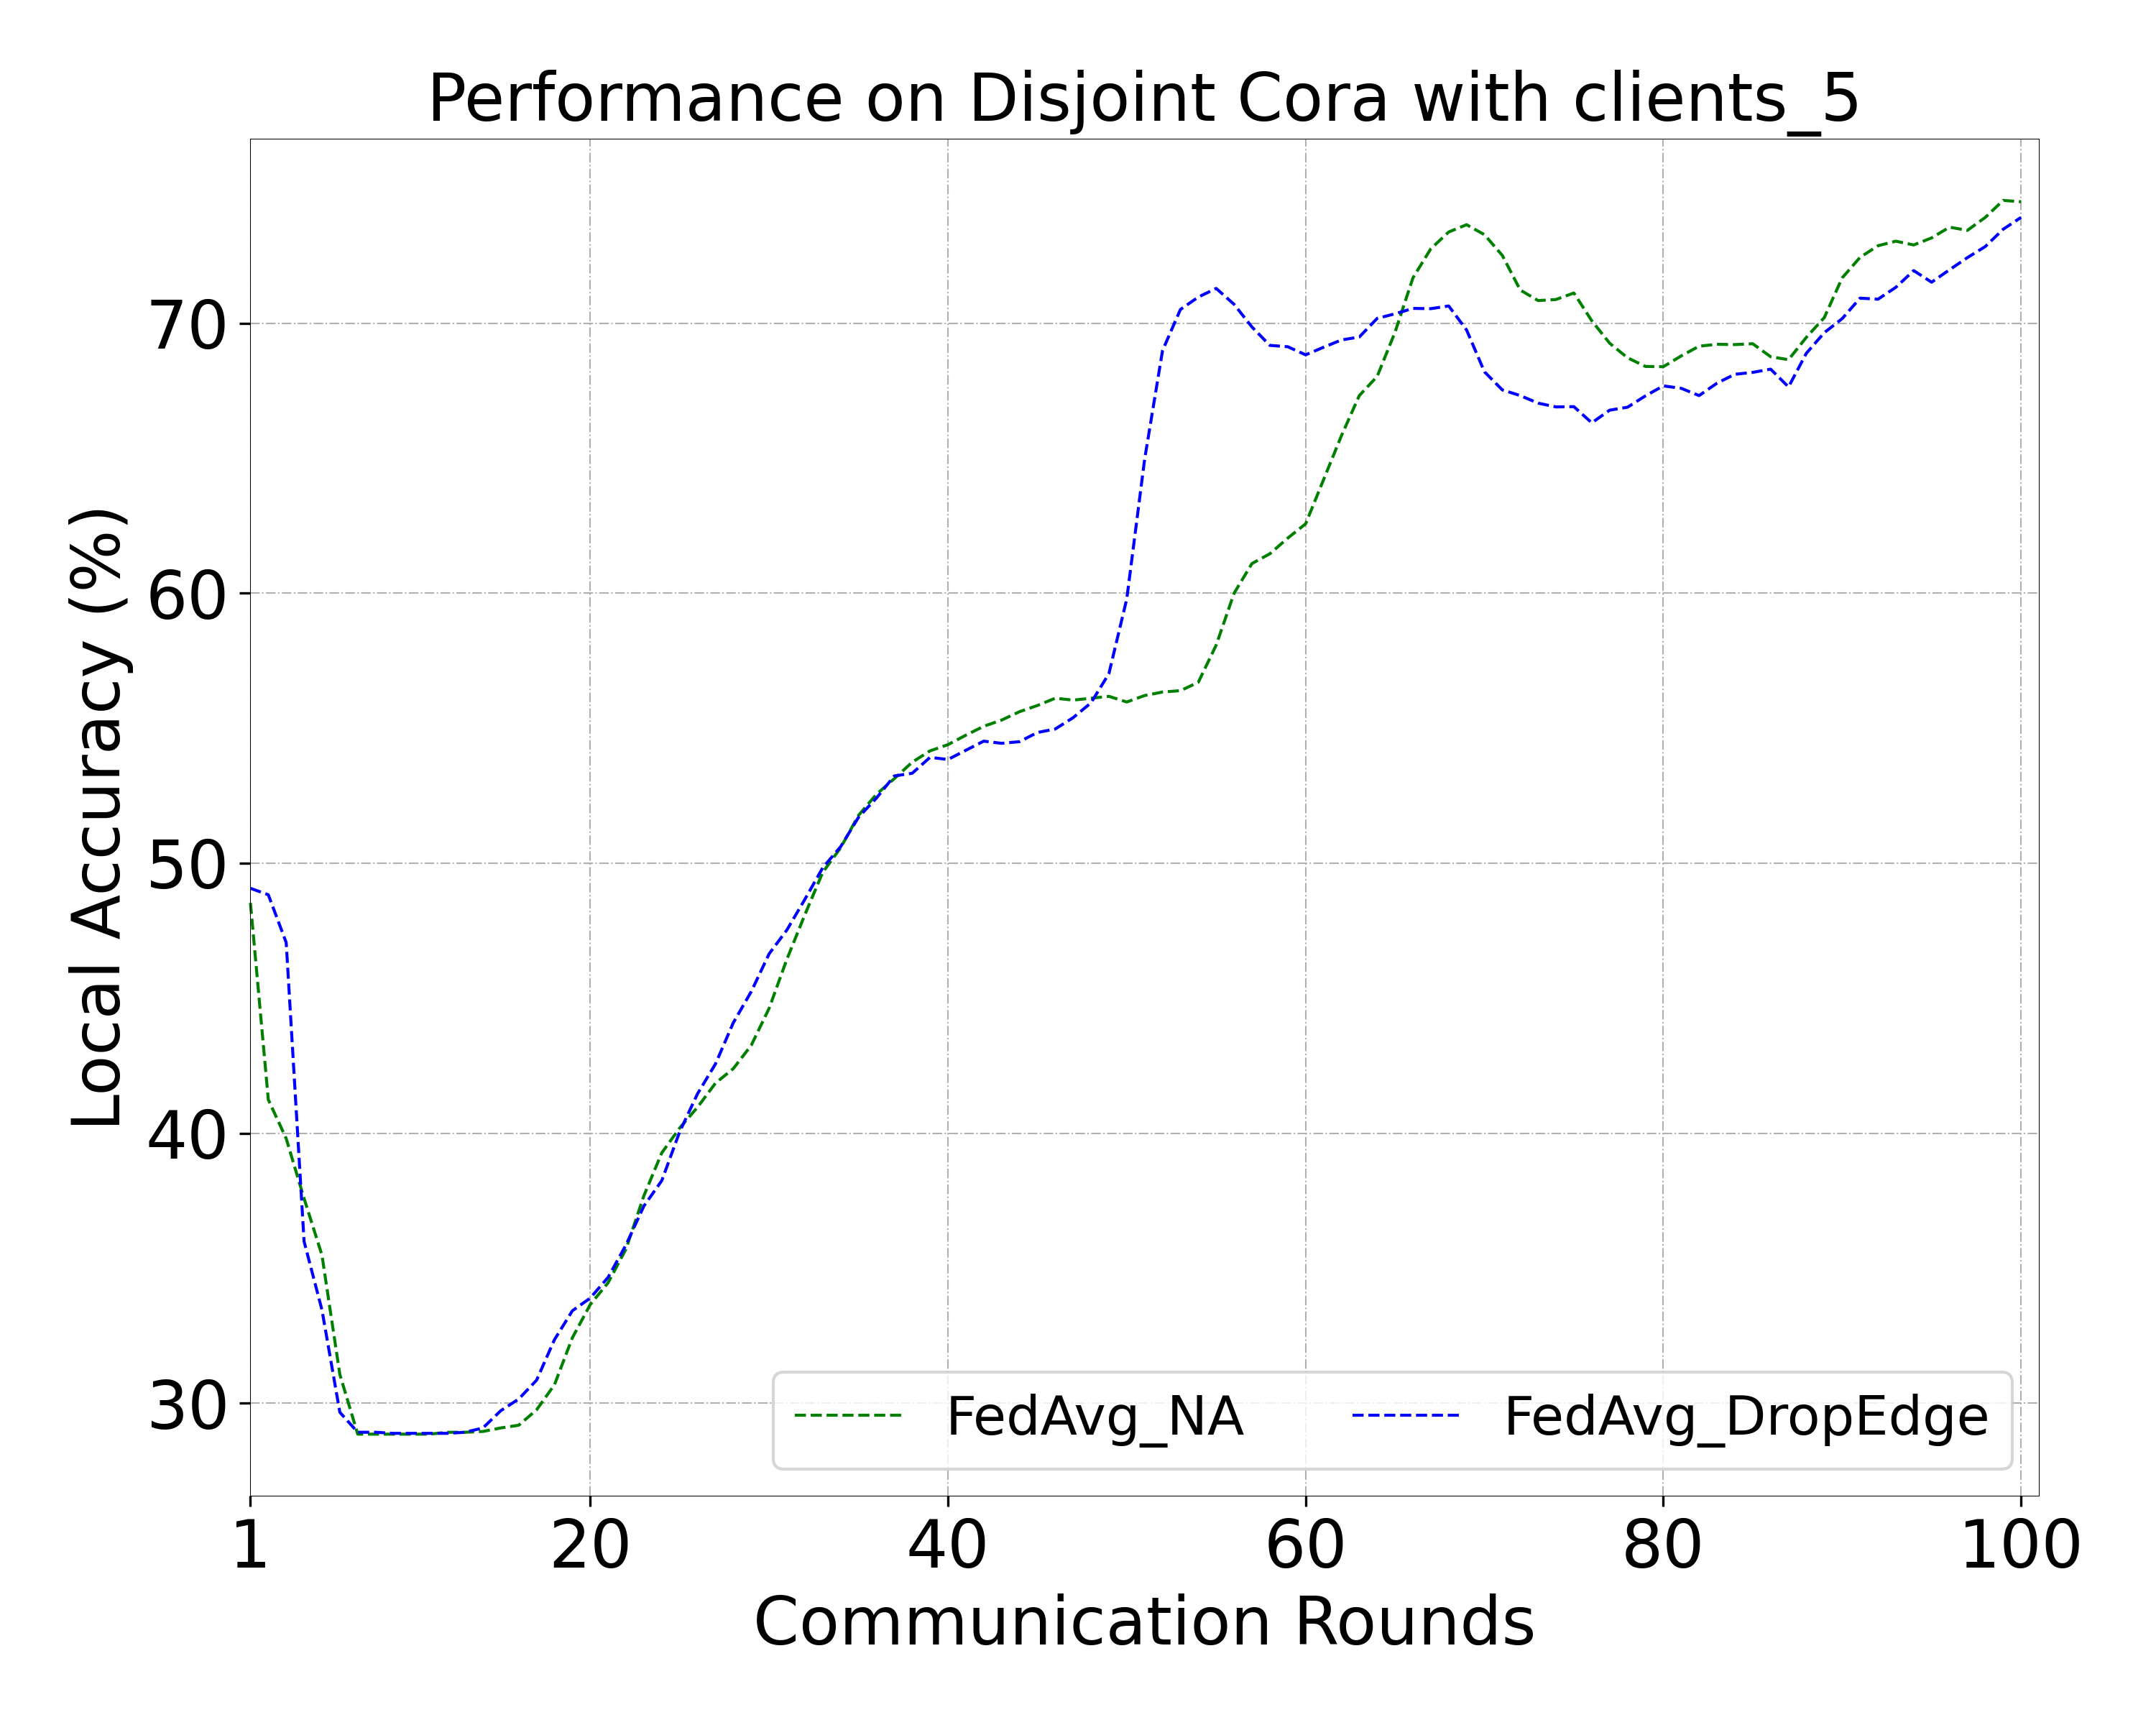 Performance on Disjoint Cora with clients_5
Local Accuracy (%)
70
60
50
40
30
FedAvg_NA
FedAvg_DropEdge
1 20 40 60 80 100
Communication Rounds